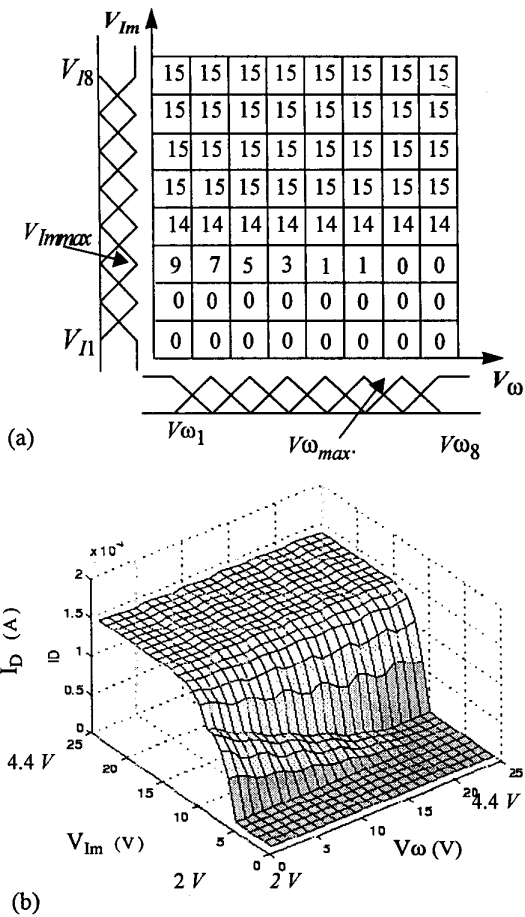 V_Im
V_I8
15 15 15 15 15 15 15 15
15 15 15 15 15 15 15 15
15 15 15 15 15 15 15 15
15 15 15 15 15 15 15 15
14 14 14 14 14 14 14 14
V_Immax
9 7 5 3 1 1 0 0
0 0 0 0 0 0 0 0
V_I1
0 0 0 0 0 0 0 0
V_ω
(a)
Vω_1
Vω_max.
Vω_8
x 10^-4
2
1.5
1
0.5
0
I_D (A)
ID
25
20
15
10
5
0
4.4 V
V_Im (V)
2 V
0
5
10
15
20
25
2 V
Vω (V)
4.4 V
(b)